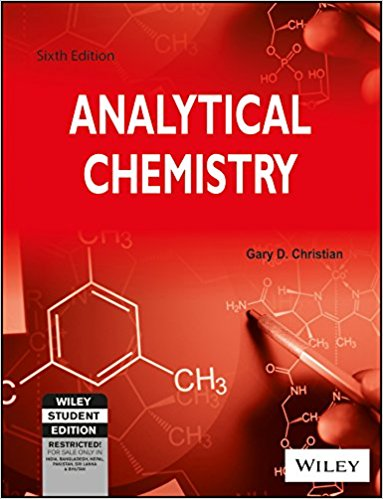 Sixth Edition
ANALYTICAL
CHEMISTRY
Gary D. Christian
CH₃
CH₃
CH₃
H₂N
WILEY
STUDENT
EDITION
RESTRICTED!
FOR SALE ONLY IN
INDIA, BANGLADESH, NEPAL,
PAKISTAN, SRI LANKA
& BHUTAN
WILEY